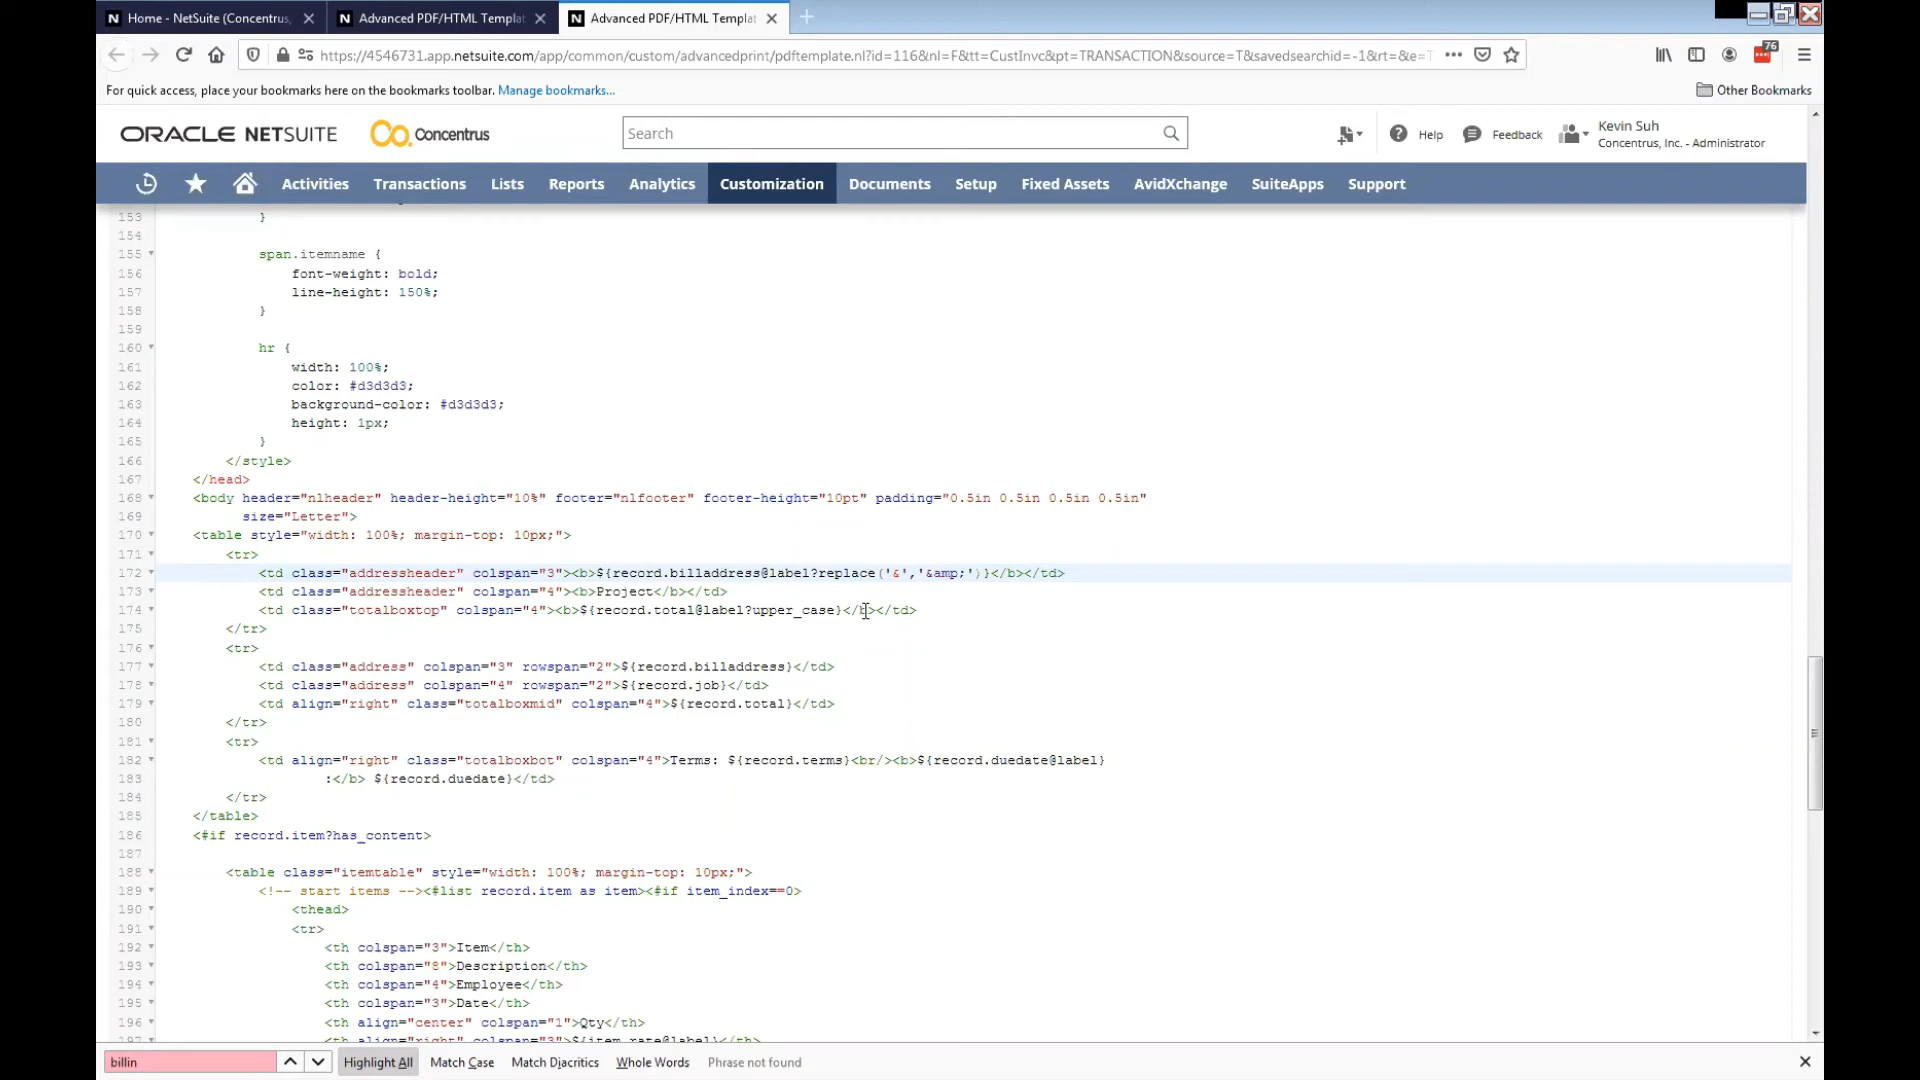 Home - NetSuite (Concentrus,
Advanced PDF/HTML Templat
Advanced PDF/HTML Templat
https://4546731.app.netsuite.com/app/common/custom/advancedprint/pdftemplate.nl?id=116&nl=F&tt=CustInvc&pt=TRANSACTION&source=T&savedsearchid=-1&rt=&e=T
76
For quick access, place your bookmarks here on the bookmarks toolbar. Manage bookmarks...
Other Bookmarks
ORACLE NETSUITE
Concentrus
Search
Help
Feedback
Kevin Suh
Concentrus, Inc. - Administrator
Activities Transactions Lists Reports Analytics Customization Documents Setup Fixed Assets AvidXchange SuiteApps Support
153 }
154
155 span.itemname {
156 font-weight: bold;
157 line-height: 150%;
158 }
159
160 hr {
161 width: 100%;
162 color: #d3d3d3;
163 background-color: #d3d3d3;
164 height: 1px;
165 }
166 </style>
167 </head>
168 <body header="nlheader" header-height="10%" footer="nlfooter" footer-height="10pt" padding="0.5in 0.5in 0.5in 0.5in"
169 size="Letter">
170 <table style="width: 100%; margin-top: 10px;">
171 <tr>
172 <td class="addressheader" colspan="3"><b>${record.billaddress@label?replace('&','&amp;')}</b></td>
173 <td class="addressheader" colspan="4"><b>Project</b></td>
174 <td class="totalboxtop" colspan="4"><b>${record.total@label?upper_case}</b></td>
175 </tr>
176 <tr>
177 <td class="address" colspan="3" rowspan="2">${record.billaddress}</td>
178 <td class="address" colspan="4" rowspan="2">${record.job}</td>
179 <td align="right" class="totalboxmid" colspan="4">${record.total}</td>
180 </tr>
181 <tr>
182 <td align="right" class="totalboxbot" colspan="4">Terms: ${record.terms}<br/><b>${record.duedate@label}
183 :</b> ${record.duedate}</td>
184 </tr>
185 </table>
186 <#if record.item?has_content>
187
188 <table class="itemtable" style="width: 100%; margin-top: 10px;">
189 <!-- start items --><#list record.item as item><#if item_index==0>
190 <thead>
191 <tr>
192 <th colspan="3">Item</th>
193 <th colspan="8">Description</th>
194 <th colspan="4">Employee</th>
195 <th colspan="3">Date</th>
196 <th align="center" colspan="1">Qty</th>
197 <th align="right" colspan="3">${item.rate@label}</th>
billin
Highlight All Match Case Match Diacritics Whole Words Phrase not found